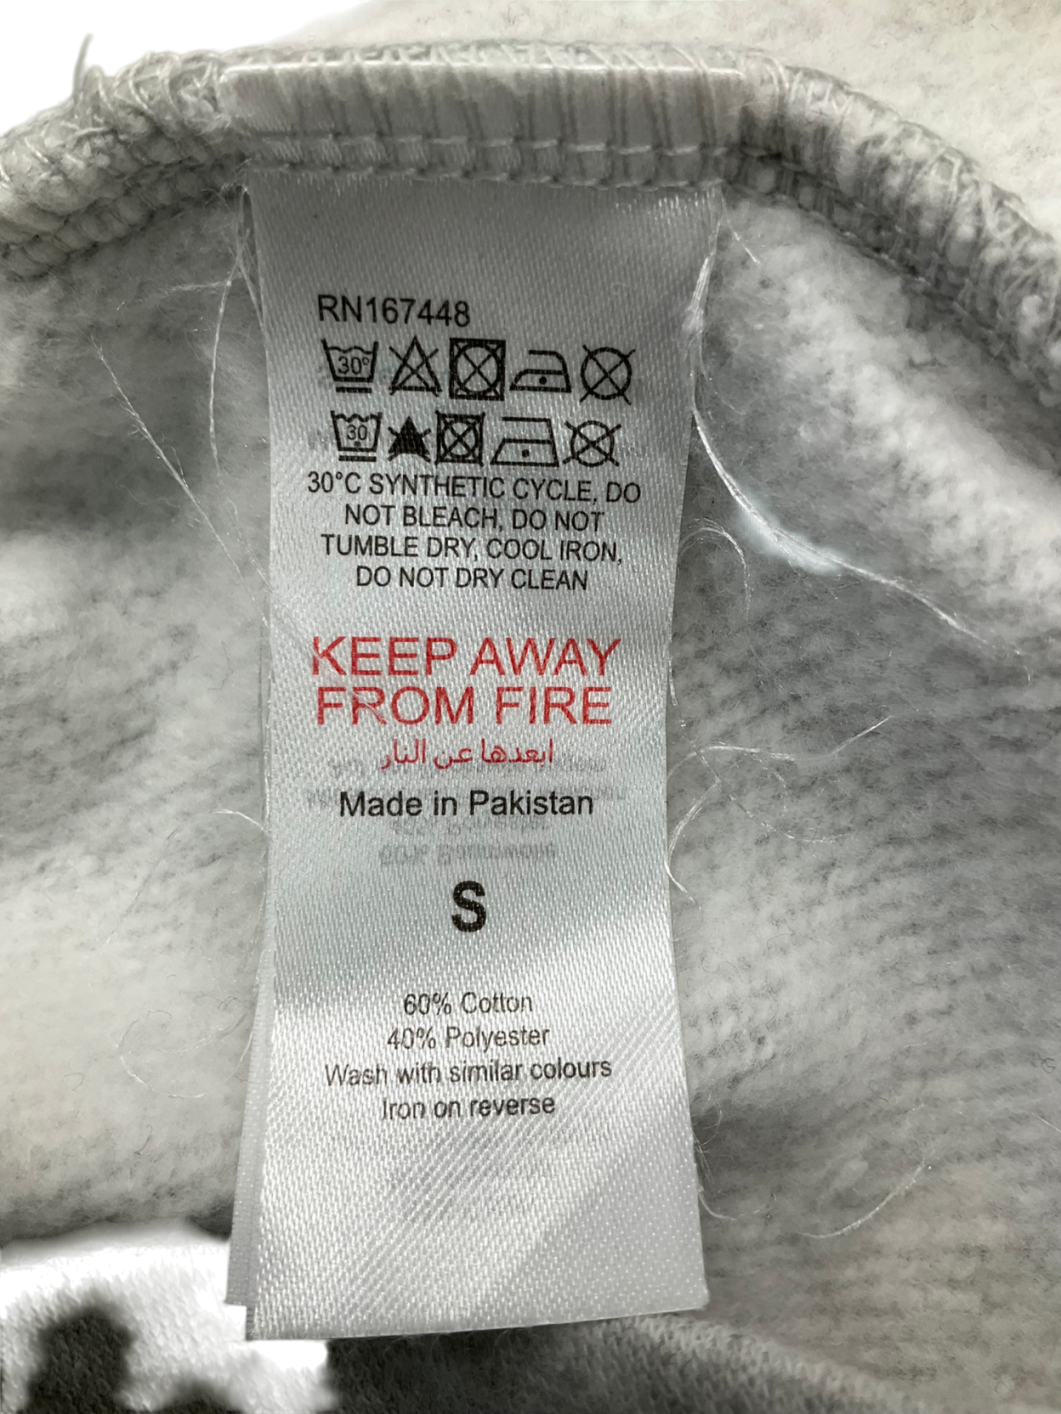 RN167448
30°
30
30°C SYNTHETIC CYCLE, DO
NOT BLEACH, DO NOT
TUMBLE DRY, COOL IRON,
DO NOT DRY CLEAN
KEEP AWAY
FROM FIRE
ابعدها عن النار
Made in Pakistan
S
60% Cotton
40% Polyester
Wash with similar colours
Iron on reverse